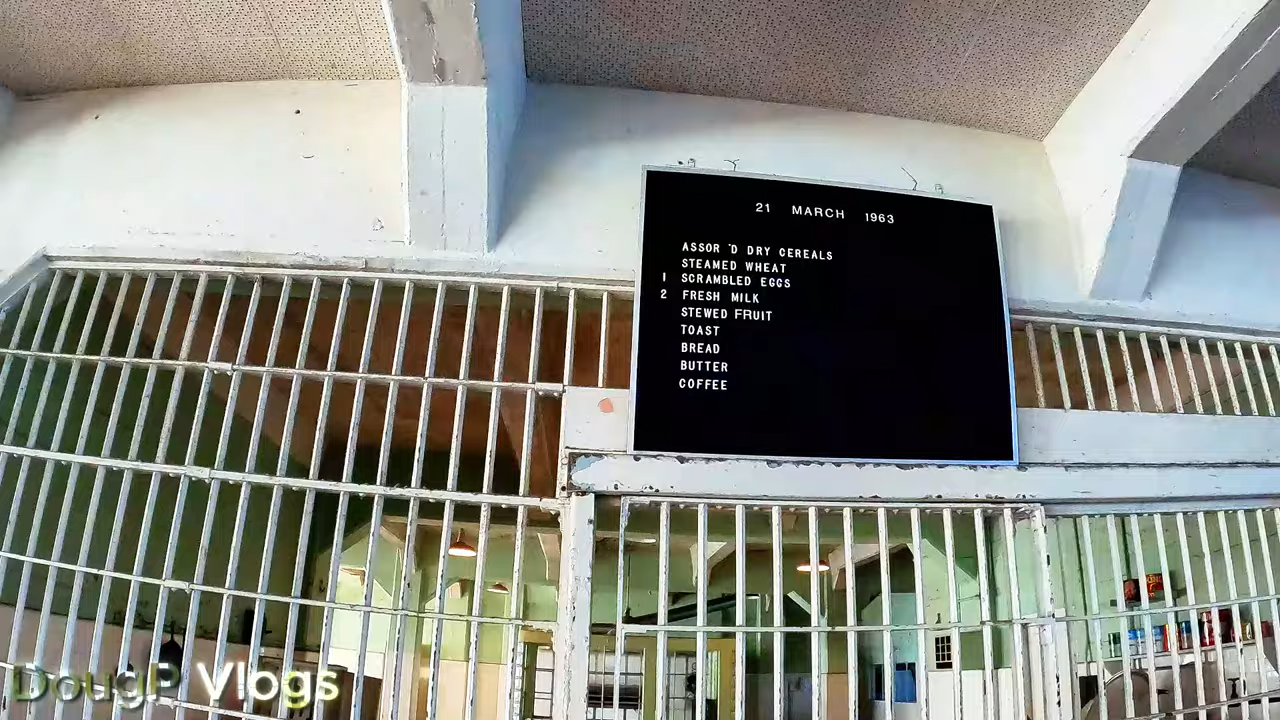 21 MARCH 1963
ASSOR 'D DRY CEREALS
STEAMED WHEAT
1 SCRAMBLED EGGS
2 FRESH MILK
STEWED FRUIT
TOAST
BREAD
BUTTER
COFFEE
DougP Vlogs